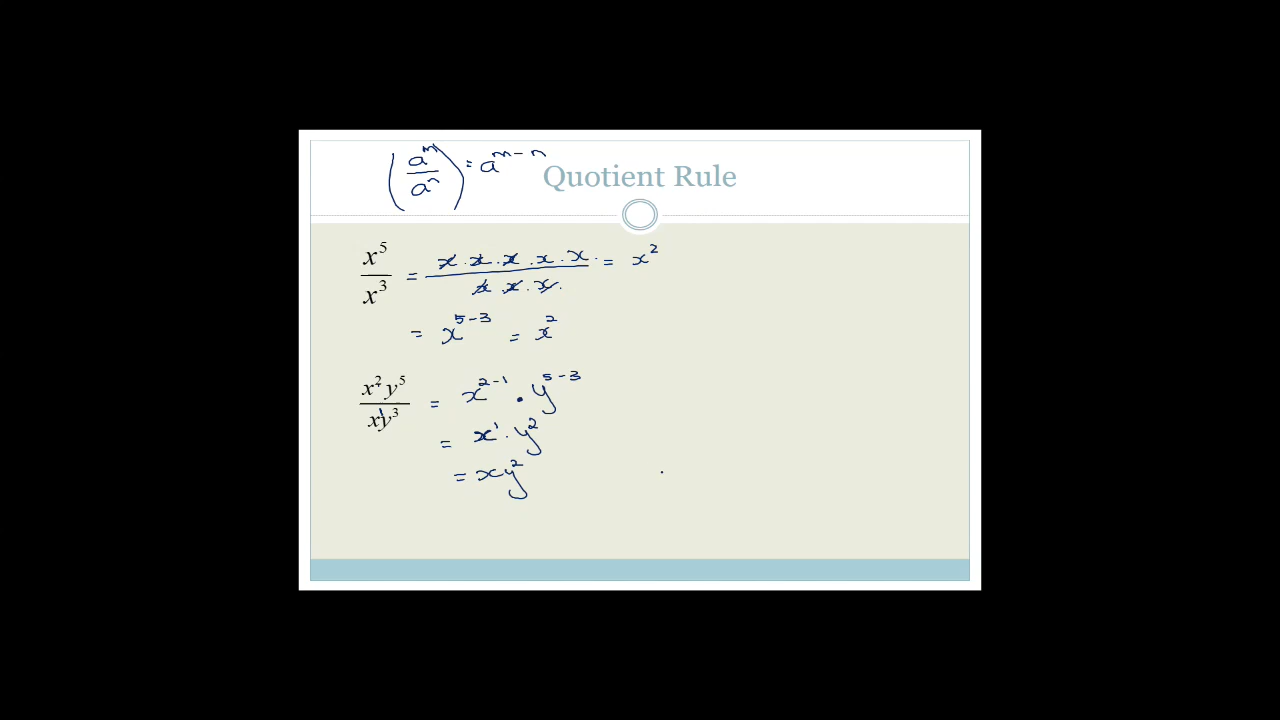 (a^m/a^n) = a^(m-n)
Quotient Rule
x^5/x^3 = x·x·x·x·x·/x·x·x· = x^2
= x^(5-3) = x^2
x^2y^5/x^1y^3 = x^(2-1) · y^(5-3)
= x^1 · y^2
= xy^2